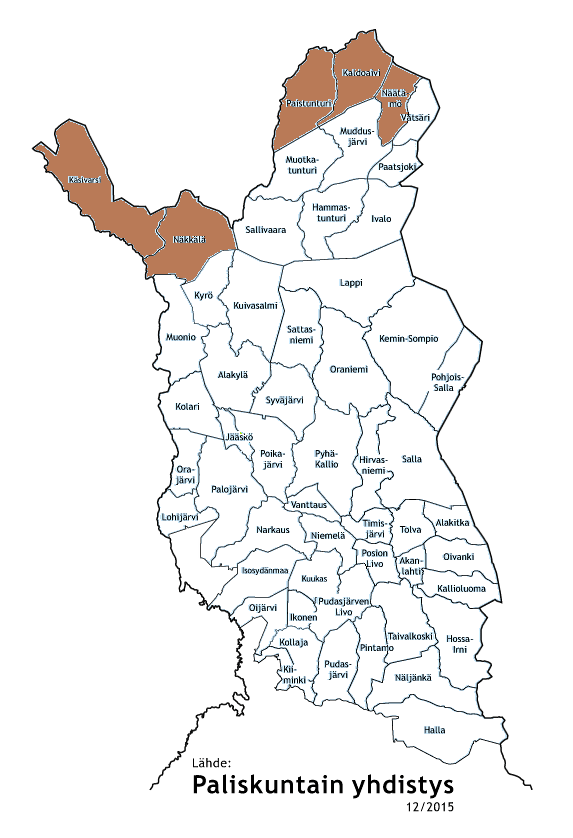 Kaldoaivi
Näätä-
mö
Paistunturi
Vätsäri
Muddus-
järvi
Muotka-
tunturi
Paatsjoki
Käsivarsi
Hammas-
tunturi
Ivalo
Sallivaara
Näkkälä
Lappi
Kyrö
Kuivasalmi
Sattas-
niemi
Muonio
Kemin-Sompio
Oraniemi
Alakylä
Pohjois-
Salla
Syväjärvi
Kolari
Jääskö
Poika-
järvi
Pyhä-
Kallio
Hirvas-
niemi
Salla
Ora-
järvi
Palojärvi
Vanttaus
Lohijärvi
Narkaus
Niemelä
Timis-
järvi
Tolva
Alakitka
Posion
Livo
Akan-
lahti
Oivanki
Isosydänmaa
Kuukas
Kallioluoma
Oijärvi
Ikonen
Pudasjärven
Livo
Taivalkoski
Hossa-
Irni
Kollaja
Pintamo
Kii-
minki
Pudas-
järvi
Näljänkä
Halla
Lähde:
Paliskuntain yhdistys
12/2015